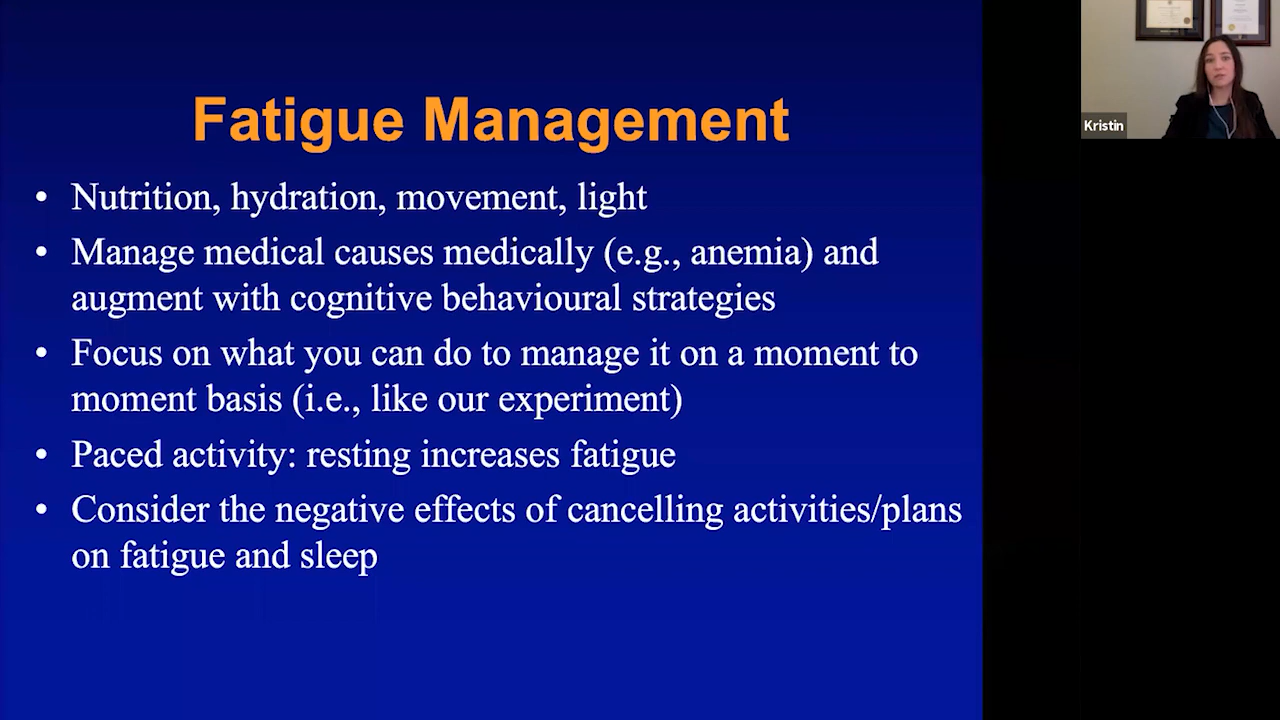 Fatigue Management
• Nutrition, hydration, movement, light
• Manage medical causes medically (e.g., anemia) and
augment with cognitive behavioural strategies
• Focus on what you can do to manage it on a moment to
moment basis (i.e., like our experiment)
• Paced activity: resting increases fatigue
• Consider the negative effects of cancelling activities/plans
on fatigue and sleep
Kristin